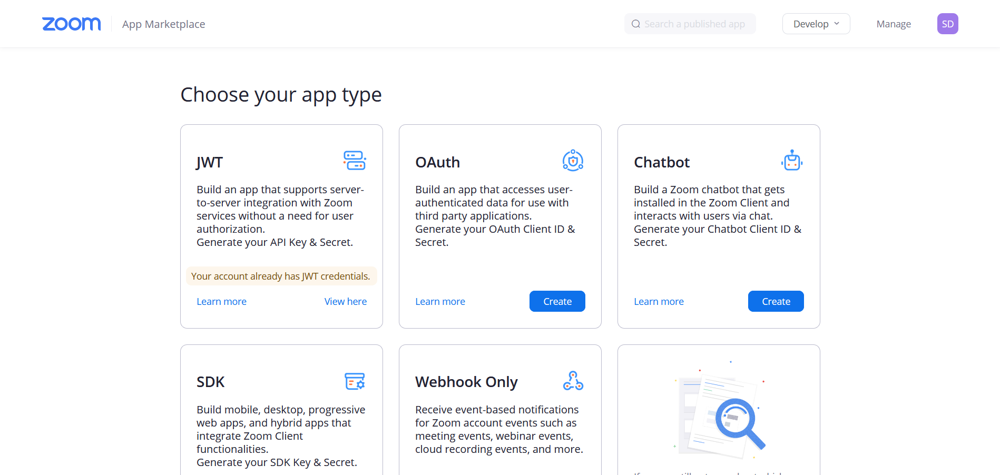 zoom App Marketplace
Search a published app
Develop
Manage
SD
Choose your app type
JWT
Build an app that supports server-
to-server integration with Zoom
services without a need for user
authorization.
Generate your API Key & Secret.
Your account already has JWT credentials.
Learn more
View here
OAuth
Build an app that accesses user-
authenticated data for use with
third party applications.
Generate your OAuth Client ID &
Secret.
Learn more
Create
Chatbot
Build a Zoom chatbot that gets
installed in the Zoom Client and
interacts with users via chat.
Generate your Chatbot Client ID &
Secret.
Learn more
Create
SDK
Build mobile, desktop, progressive
web apps, and hybrid apps that
integrate Zoom Client
functionalities.
Generate your SDK Key & Secret.
Webhook Only
Receive event-based notifications
for Zoom account events such as
meeting events, webinar events,
cloud recording events, and more.